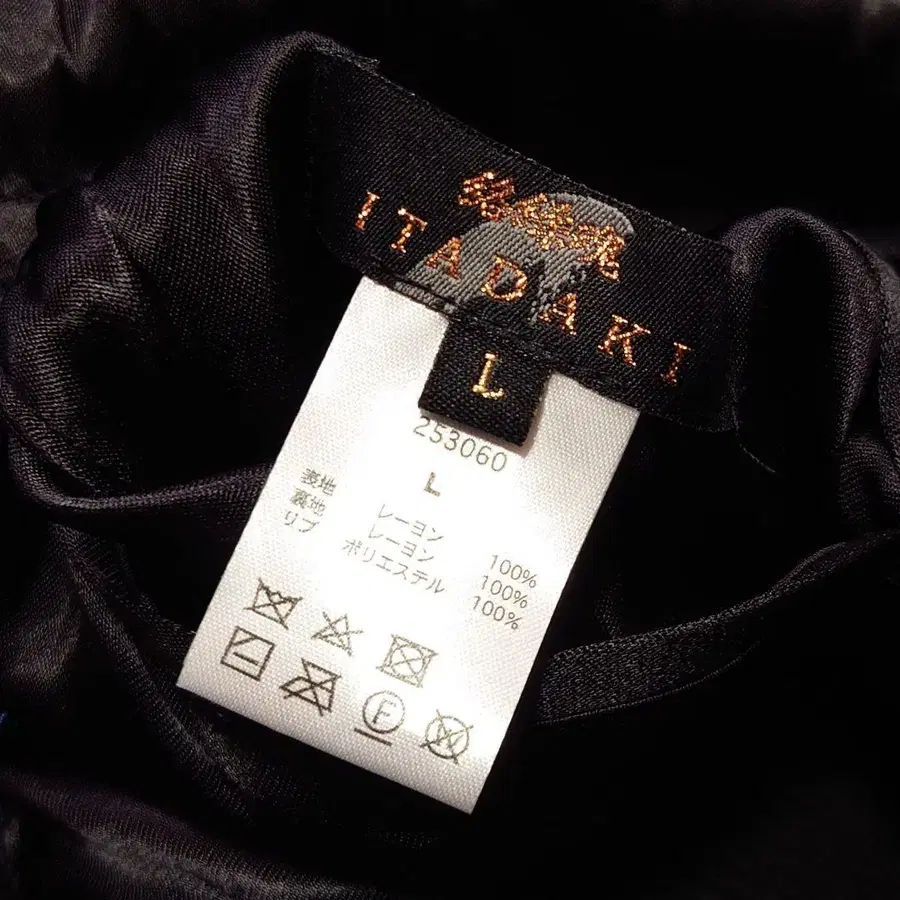 ITADAKI
L
253060
L
表地 レーヨン 100%
裏地 レーヨン 100%
リブ ポリエステル 100%
F
W